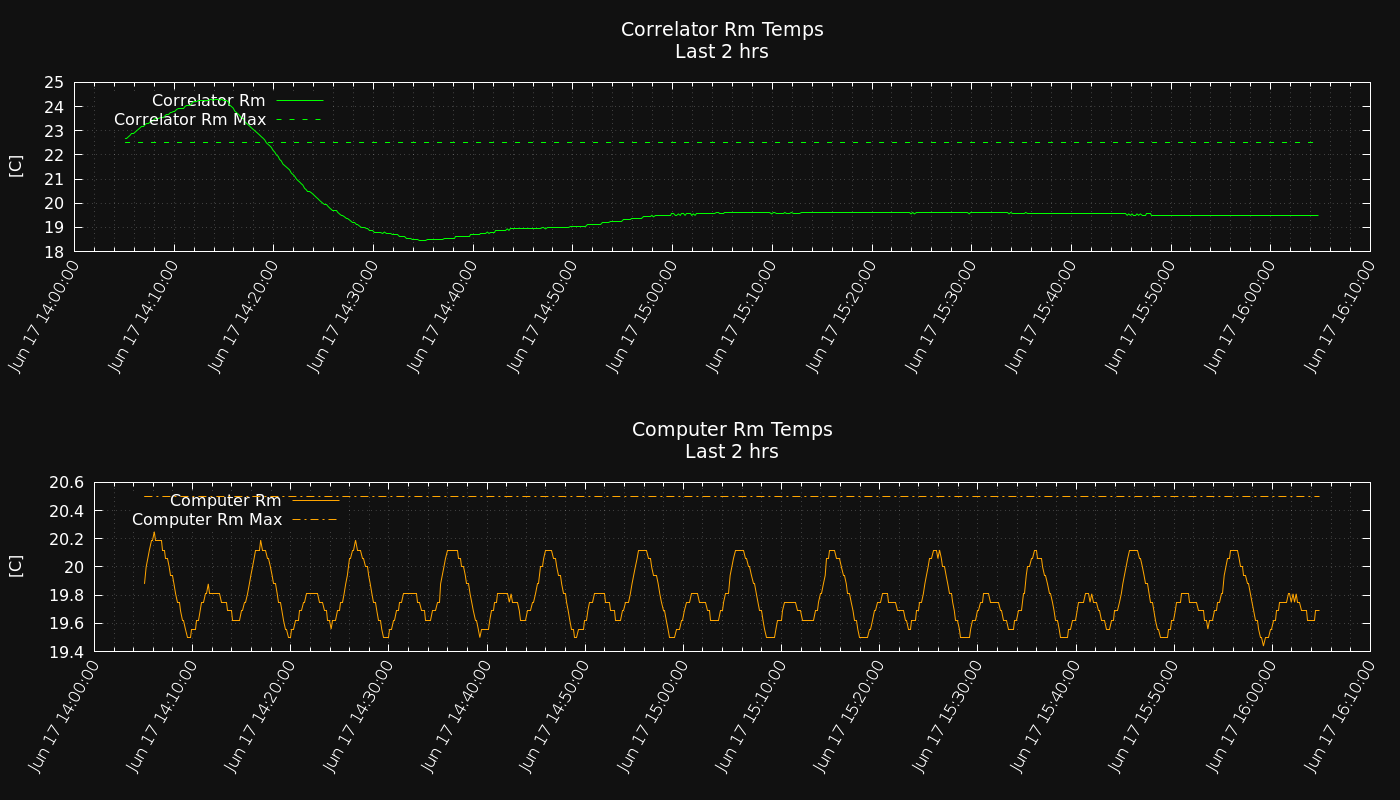 Correlator Rm Temps
Last 2 hrs
25
24
23
22
21
20
19
18
[C]
Correlator Rm
Correlator Rm Max
Jun 17 14:00:00
Jun 17 14:10:00
Jun 17 14:20:00
Jun 17 14:30:00
Jun 17 14:40:00
Jun 17 14:50:00
Jun 17 15:00:00
Jun 17 15:10:00
Jun 17 15:20:00
Jun 17 15:30:00
Jun 17 15:40:00
Jun 17 15:50:00
Jun 17 16:00:00
Jun 17 16:10:00
Computer Rm Temps
Last 2 hrs
20.6
20.4
20.2
20
19.8
19.6
19.4
[C]
Computer Rm
Computer Rm Max
Jun 17 14:00:00
Jun 17 14:10:00
Jun 17 14:20:00
Jun 17 14:30:00
Jun 17 14:40:00
Jun 17 14:50:00
Jun 17 15:00:00
Jun 17 15:10:00
Jun 17 15:20:00
Jun 17 15:30:00
Jun 17 15:40:00
Jun 17 15:50:00
Jun 17 16:00:00
Jun 17 16:10:00